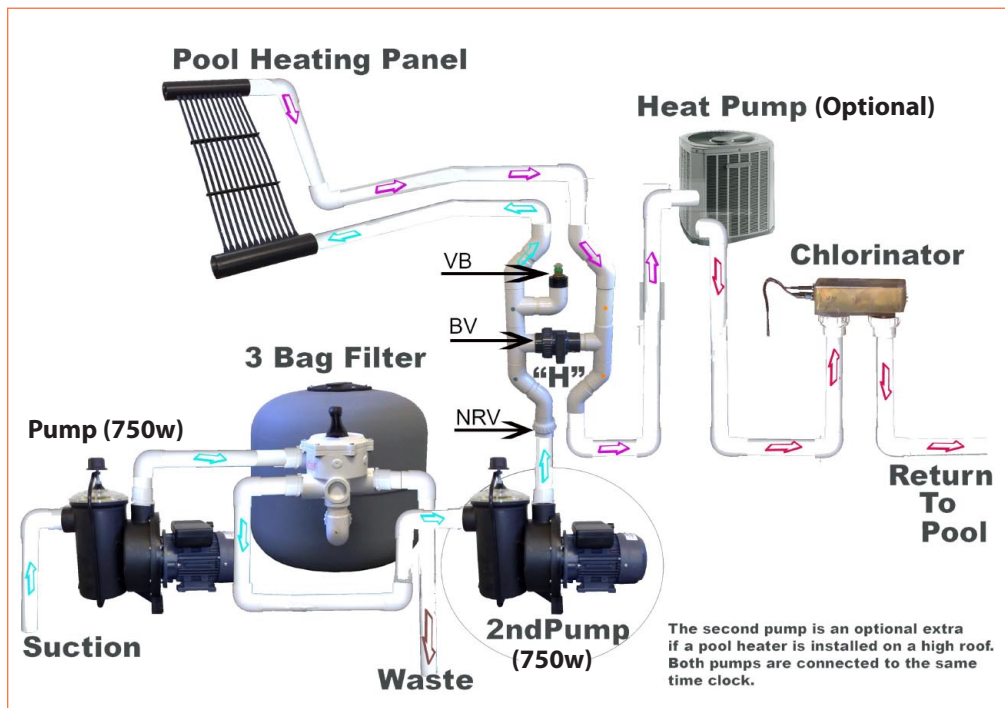 Pool Heating Panel
Heat Pump (Optional)
VB
Chlorinator
BV
3 Bag Filter
“H”
NRV
Pump (750w)
Return
To
Pool
2ndPump
(750w)
Suction
Waste
The second pump is an optional extra
if a pool heater is installed on a high roof.
Both pumps are connected to the same
time clock.